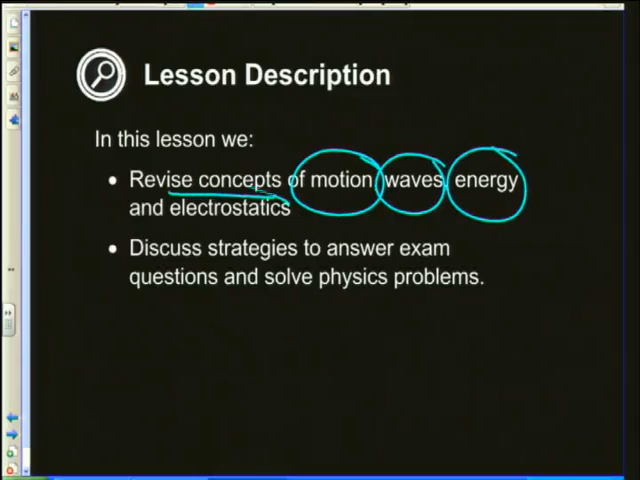 Lesson Description
In this lesson we:
• Revise concepts of motion waves, energy
and electrostatics
• Discuss strategies to answer exam
questions and solve physics problems.